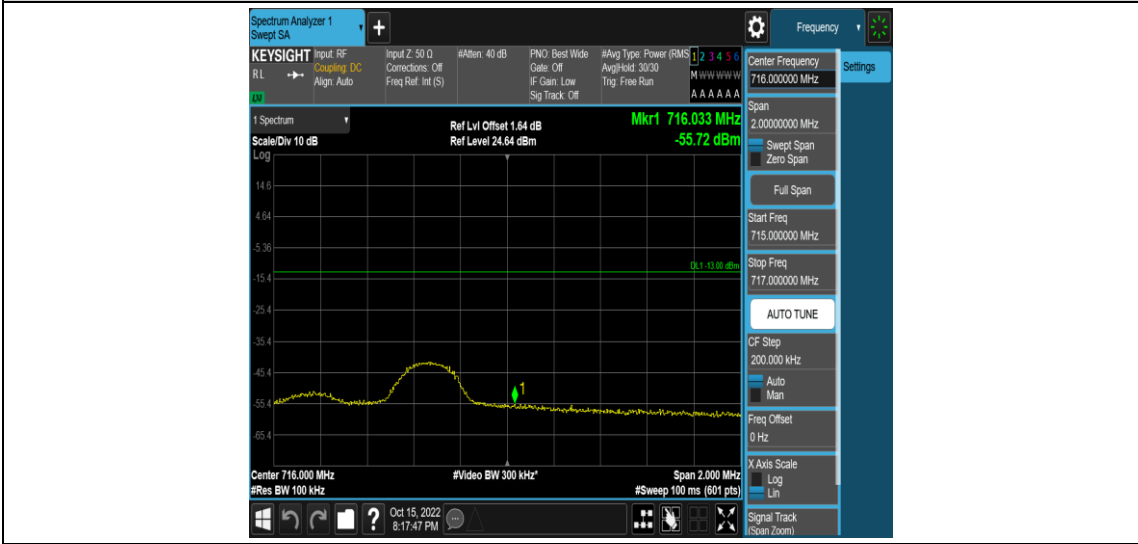 Spectrum Analyzer 1
Swept SA
+
Frequency
KEYSIGHT
RL
LM
Input: RF
Coupling: DC
Align: Auto
Input Z: 50 Ω
Corrections: Off
Freq Ref: Int (S)
#Atten: 40 dB
PNO: Best Wide
Gate: Off
IF Gain: Low
Sig Track: Off
#Avg Type: Power (RMS
Avg|Hold: 30/30
Trig: Free Run
1 2 3 4 5 6
M W W W W W
A A A A A A
1 Spectrum
Scale/Div 10 dB
Log
Ref Lvl Offset 1.64 dB
Ref Level 24.64 dBm
Mkr1 716.033 MHz
-55.72 dBm
14.6
4.64
-5.36
-15.4
-25.4
-35.4
-45.4
-55.4
-65.4
DL1 -13.00 dBm
1
Center 716.000 MHz
#Res BW 100 kHz
#Video BW 300 kHz*
Span 2.000 MHz
#Sweep 100 ms (601 pts)
?
Oct 15, 2022
8:17:47 PM
Center Frequency
716.000000 MHz
Settings
Span
2.00000000 MHz
Swept Span
Zero Span
Full Span
Start Freq
715.000000 MHz
Stop Freq
717.000000 MHz
AUTO TUNE
CF Step
200.000 kHz
Auto
Man
Freq Offset
0 Hz
X Axis Scale
Log
Lin
Signal Track
(Span Zoom)